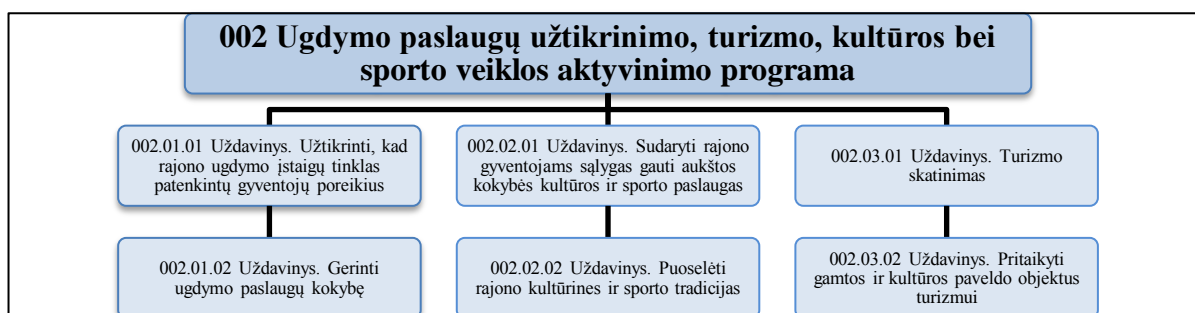 002 Ugdymo paslaugų užtikrinimo, turizmo, kultūros bei
sporto veiklos aktyvinimo programa
002.01.01 Uždavinys. Užtikrinti, kad
rajono ugdymo įstaigų tinklas
patenkintų gyventojų poreikius
002.02.01 Uždavinys. Sudaryti rajono
gyventojams sąlygas gauti aukštos
kokybės kultūros ir sporto paslaugas
002.03.01 Uždavinys. Turizmo
skatinimas
002.01.02 Uždavinys. Gerinti
ugdymo paslaugų kokybę
002.02.02 Uždavinys. Puoselėti
rajono kultūrines ir sporto tradicijas
002.03.02 Uždavinys. Pritaikyti
gamtos ir kultūros paveldo objektus
turizmui